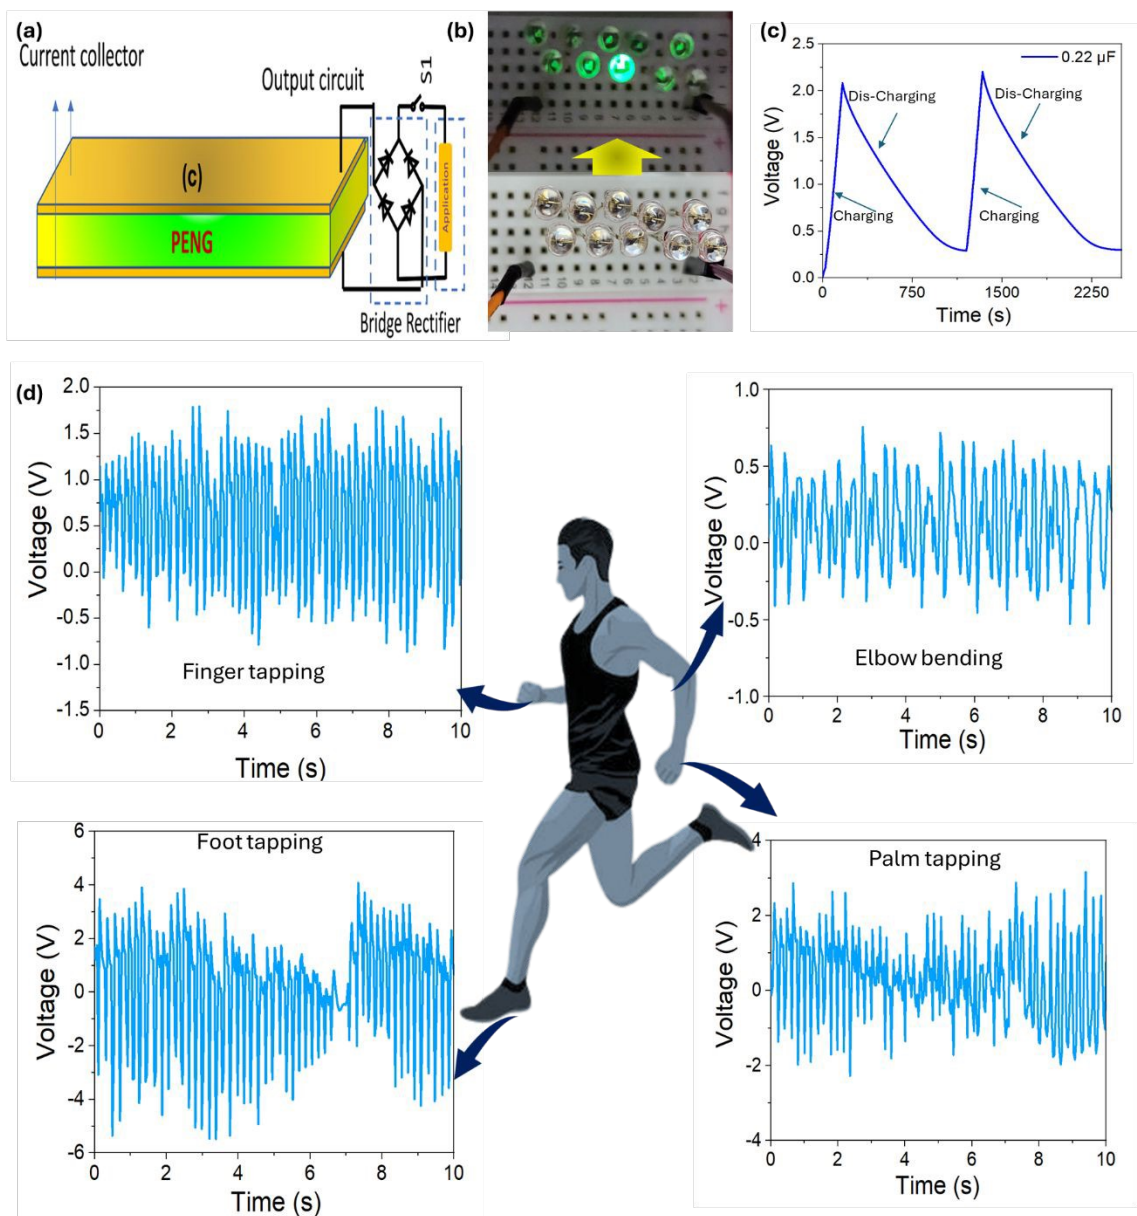 (a)
Current collector
Output circuit
S1
(c)
PENG
Application
Bridge Rectifier
(b)
(c)
2.5
2.0
1.5
1.0
0.5
0.0
Voltage (V)
0.22 µF
Dis-Charging
Dis-Charging
Charging
Charging
0
750
1500
2250
Time (s)
(d)
2.0
1.5
1.0
0.5
0.0
-0.5
-1.0
-1.5
Voltage (V)
Finger tapping
0
2
4
6
8
10
Time (s)
1.0
0.5
0.0
-0.5
-1.0
Voltage (V)
Elbow bending
0
2
4
6
8
10
Time (s)
Foot tapping
6
4
2
0
-2
-4
-6
Voltage (V)
0
2
4
6
8
10
Time (s)
Palm tapping
4
2
0
-2
-4
Voltage (V)
0
2
4
6
8
10
Time (s)